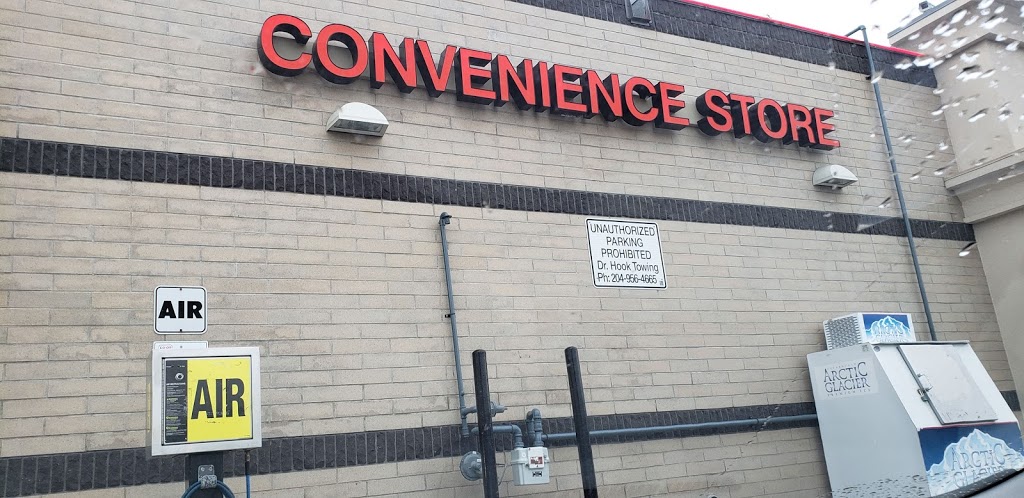 CONVENIENCE STORE
UNAUTHORIZED
PARKING
PROHIBITED
Dr. Hook Towing
Ph: 204-956-4665
AIR
AIR
ARCTIC
GLACIER
ARCTIC